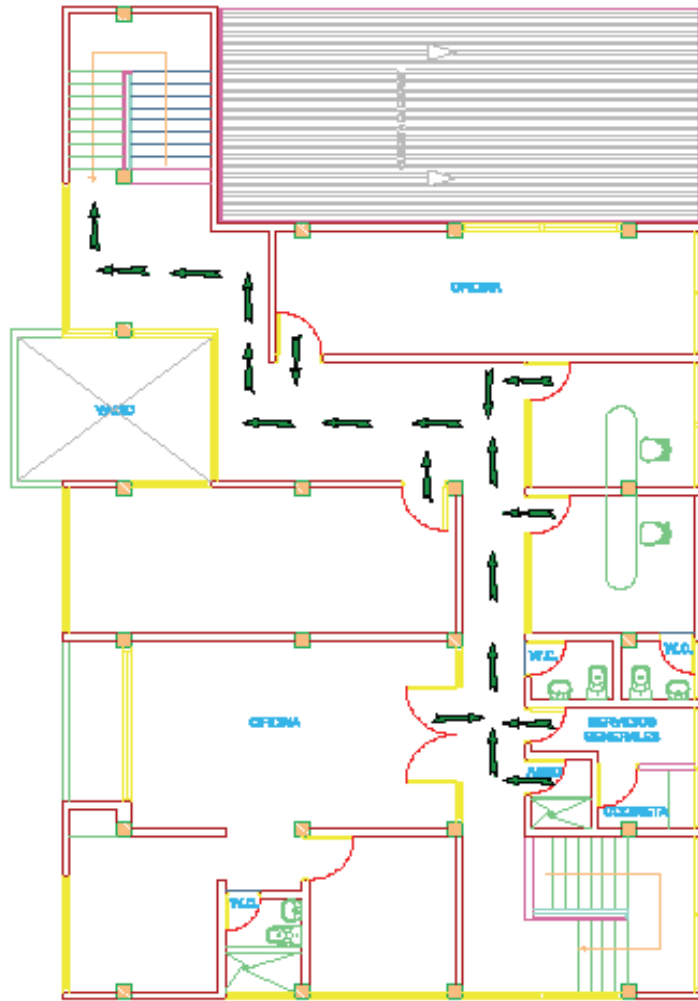 OFICINA
VACIO
W.C.
W.C.
OFICINA
SERVICIOS
GENERALES
ASEO
COCINETA
W.C.